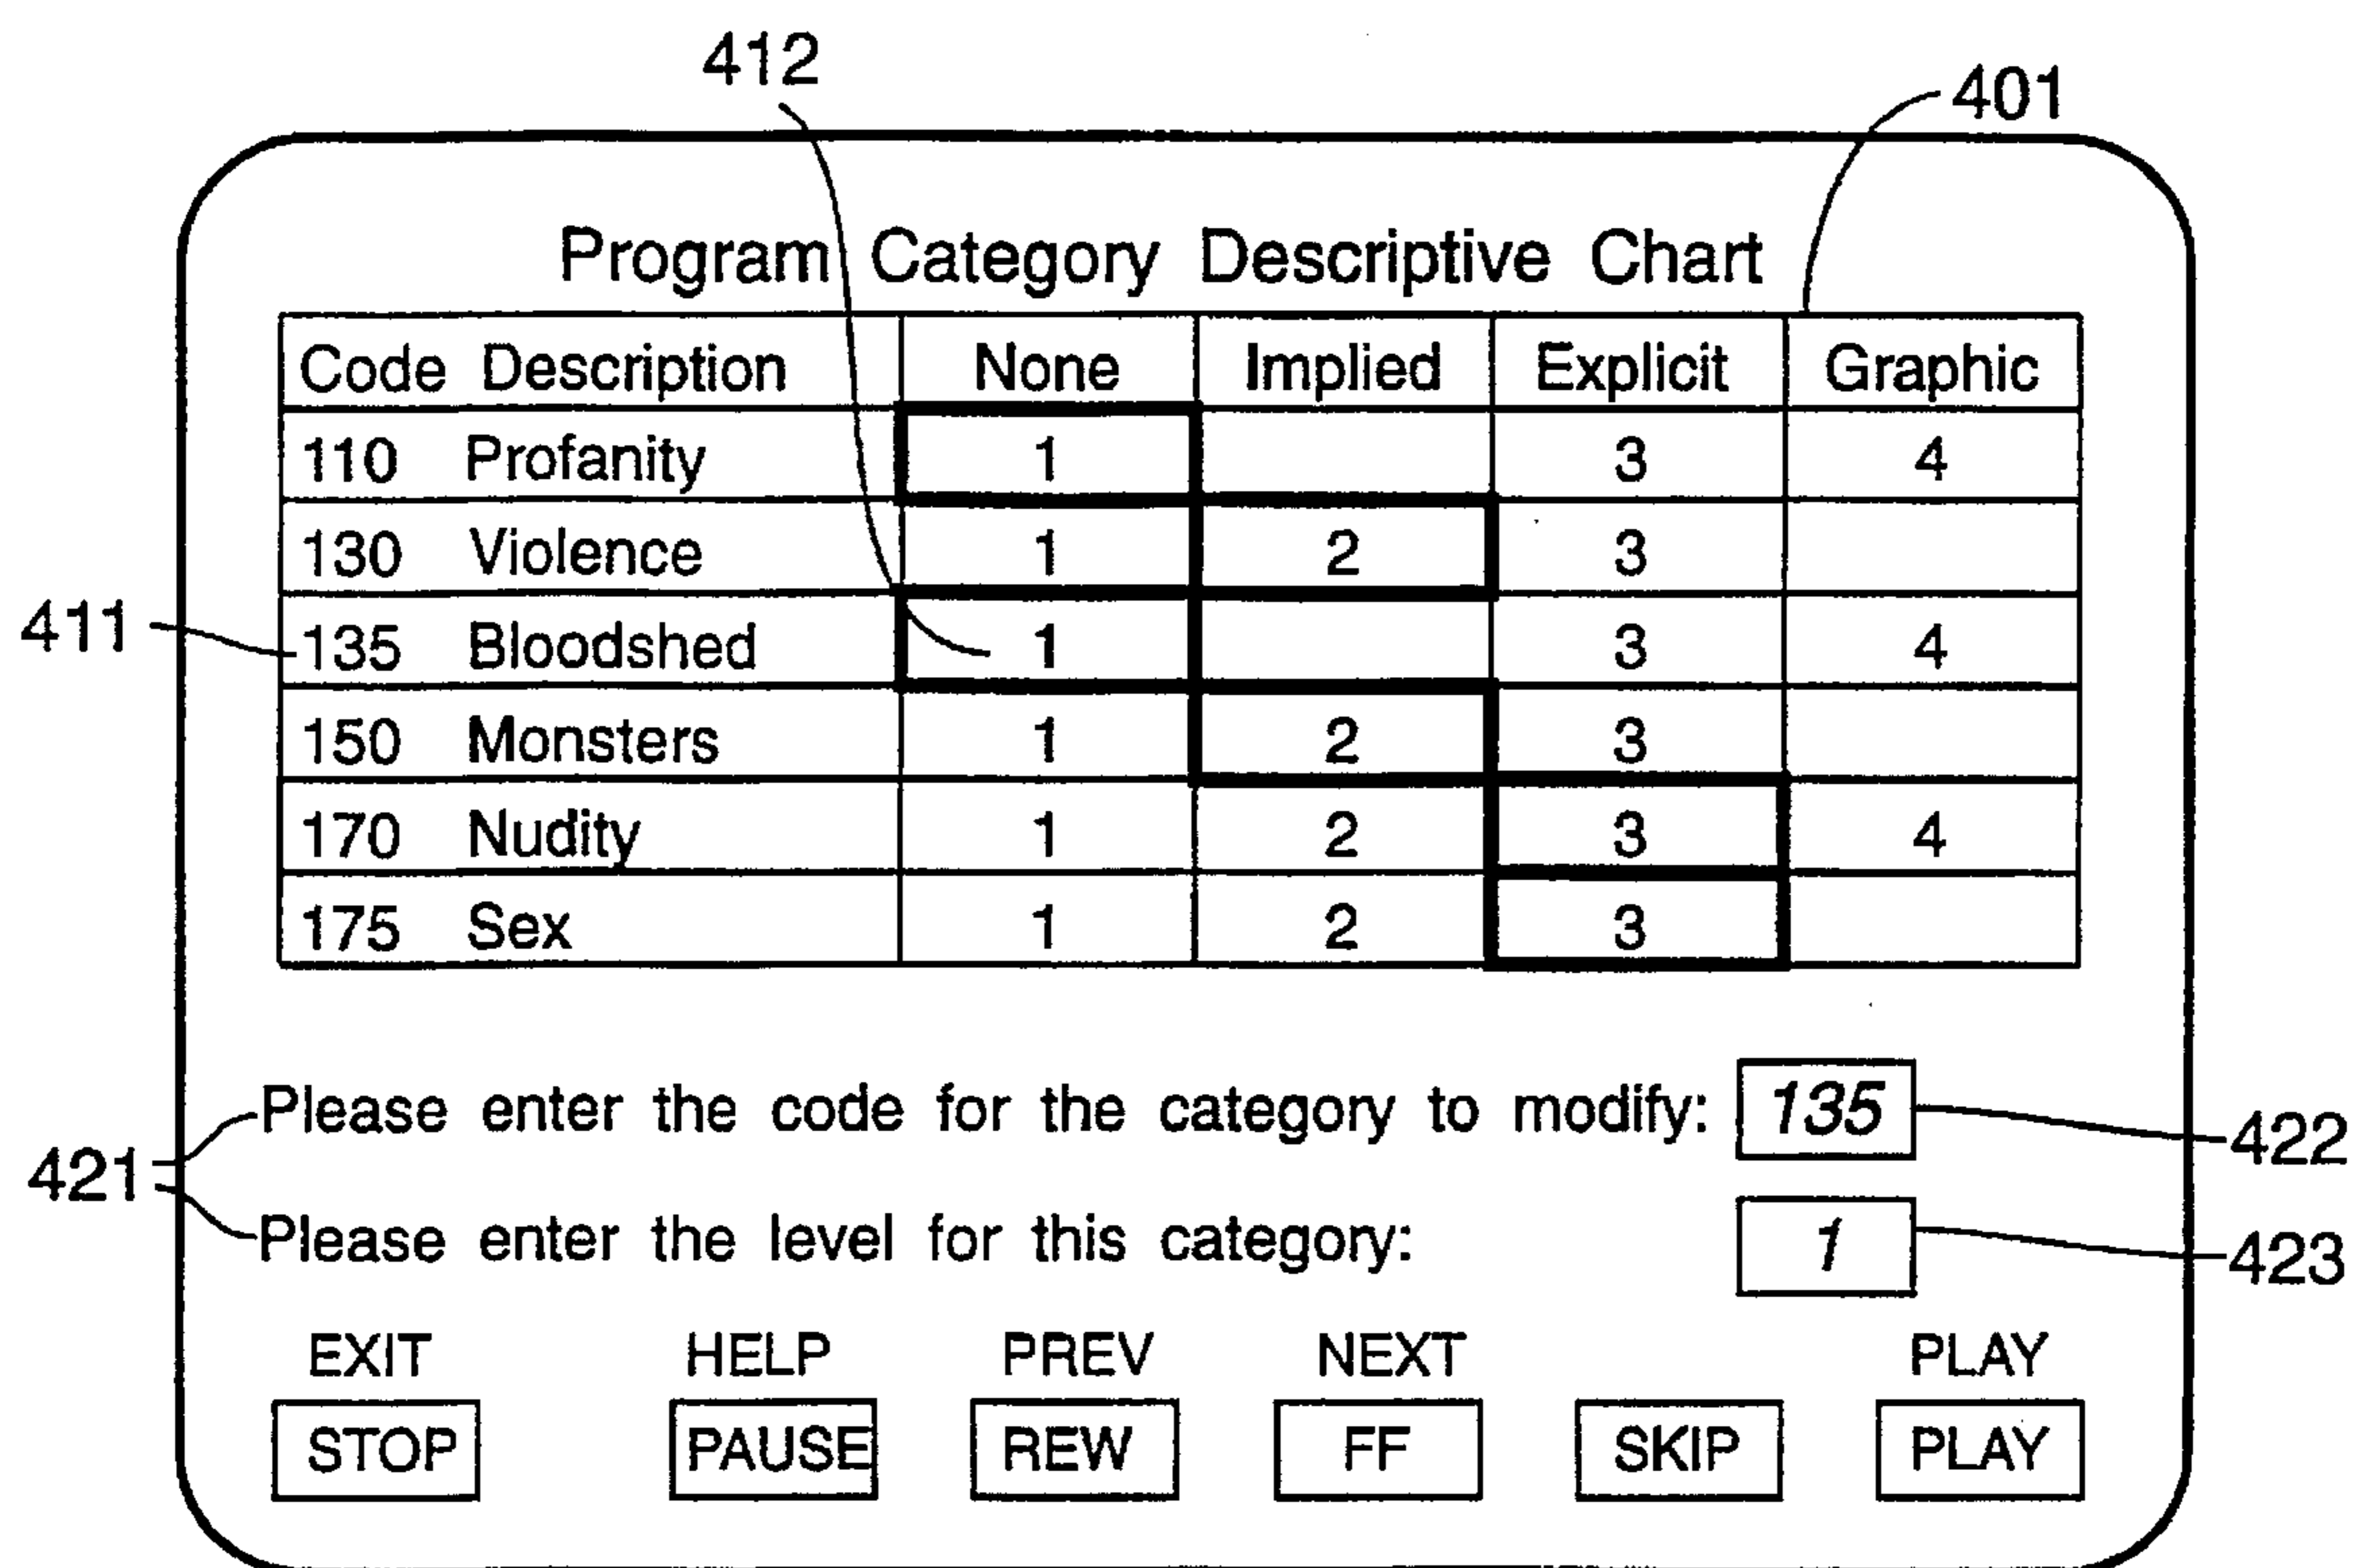 412
401
Program Category Descriptive Chart
Code Description None Implied Explicit Graphic
110 Profanity 1 3 4
130 Violence 1 2 3
411 135 Bloodshed 1 3 4
150 Monsters 1 2 3
170 Nudity 1 2 3 4
175 Sex 1 2 3
Please enter the code for the category to modify: 135
422
421
Please enter the level for this category: 1
423
EXIT HELP PREV NEXT PLAY
STOP PAUSE REW FF SKIP PLAY